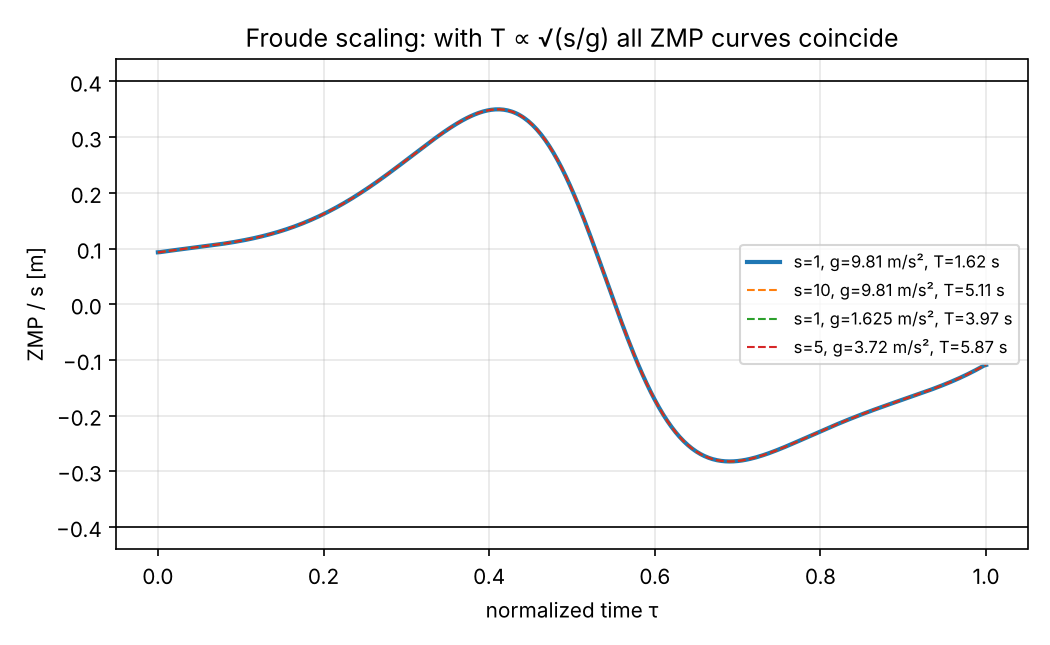 Froude scaling: with T ∝ √(s/g) all ZMP curves coincide
0.4
0.3
0.2
0.1
0.0
−0.1
−0.2
−0.3
−0.4
ZMP / s [m]
s=1, g=9.81 m/s², T=1.62 s
s=10, g=9.81 m/s², T=5.11 s
s=1, g=1.625 m/s², T=3.97 s
s=5, g=3.72 m/s², T=5.87 s
0.0 0.2 0.4 0.6 0.8 1.0
normalized time τ